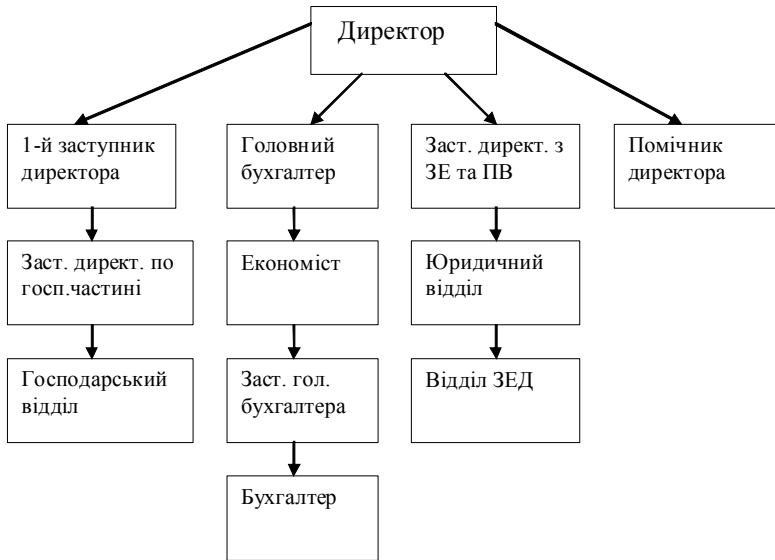 Директор
1-й заступник
директора
Головний
бухгалтер
Заст. директ. з
ЗЕ та ПВ
Помічник
директора
Заст. директ. по
госп.частині
Економіст
Юридичний
відділ
Господарський
відділ
Заст. гол.
бухгалтера
Відділ ЗЕД
Бухгалтер